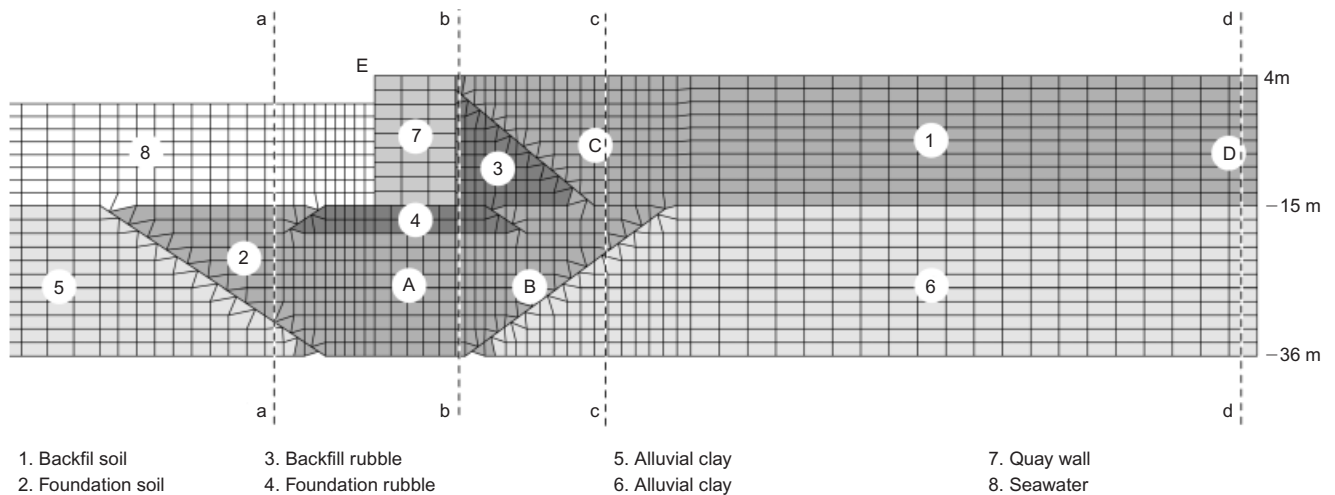 a b c d
E
4m
7
C 1
8 D
3
−15 m
4
2
5 A B 6
−36 m
a b c d
1. Backfil soil 3. Backfill rubble 5. Alluvial clay 7. Quay wall
2. Foundation soil 4. Foundation rubble 6. Alluvial clay 8. Seawater